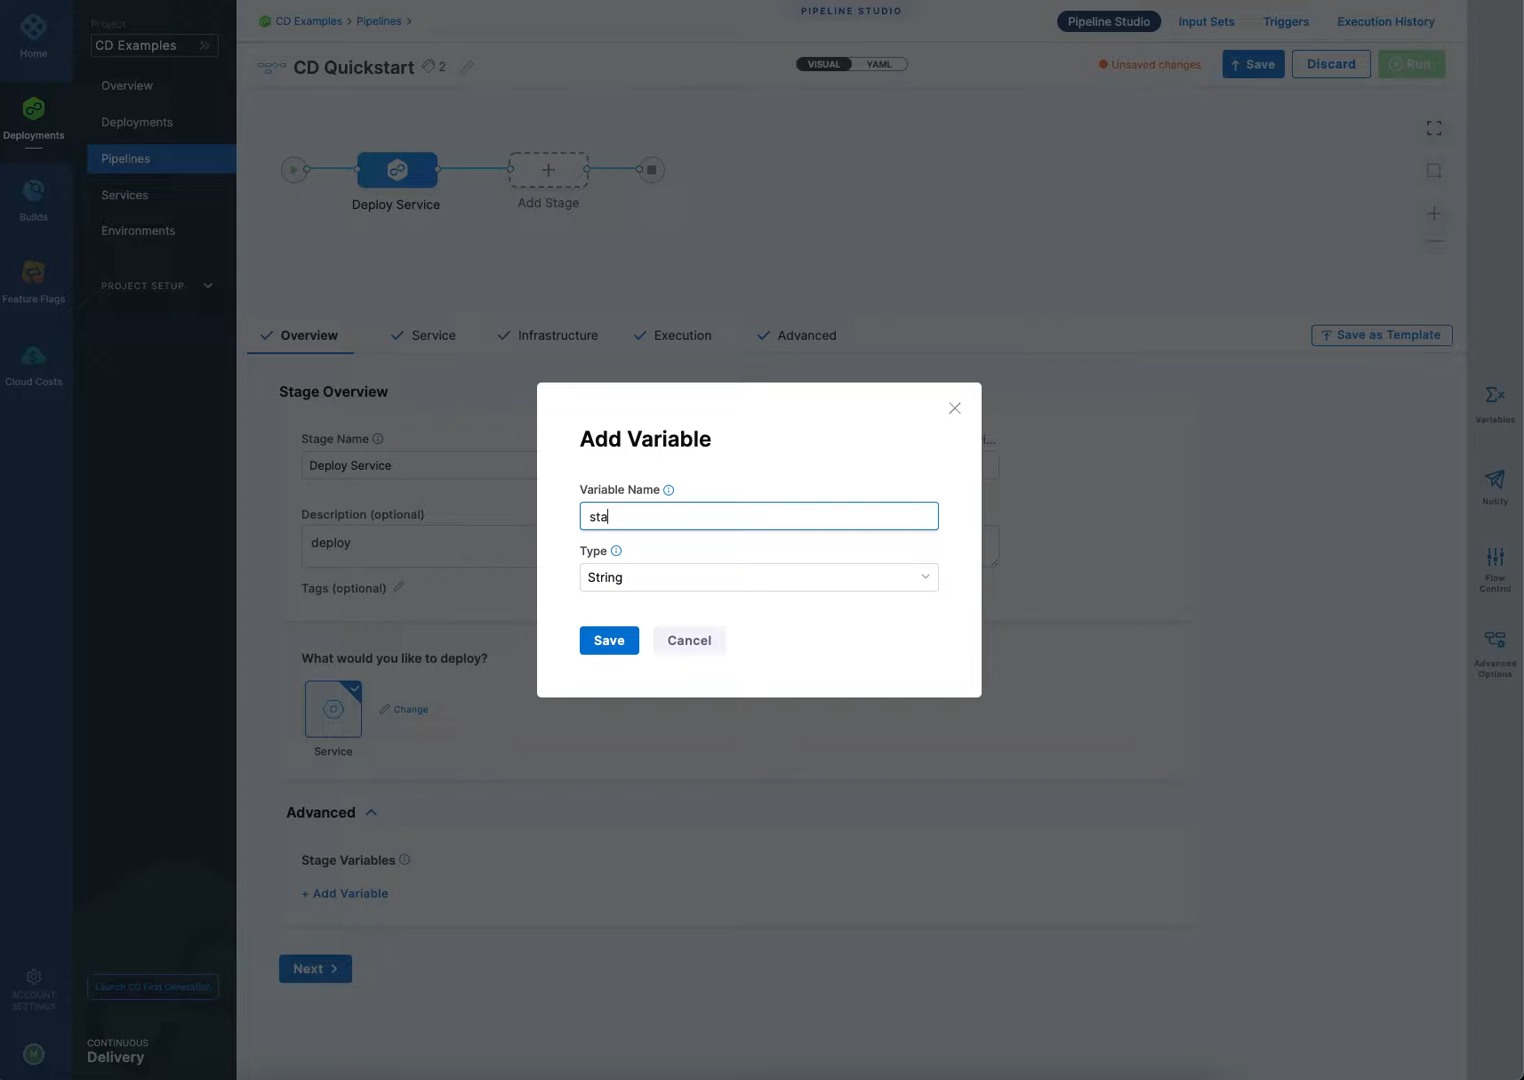 Home
Deployments
Builds
Feature Flags
Cloud Costs
ACCOUNT
SETTINGS
M
Project
CD Examples
Overview
Deployments
Pipelines
Services
Environments
PROJECT SETUP
Launch CD First Generation
CONTINUOUS
Delivery
CD Examples > Pipelines >
PIPELINE STUDIO
Pipeline Studio
Input Sets
Triggers
Execution History
CD Quickstart
2
VISUAL
YAML
Unsaved changes
Save
Discard
Run
Deploy Service
Add Stage
Overview
Service
Infrastructure
Execution
Advanced
Save as Template
Stage Overview
Stage Name
Deploy Service
Description (optional)
deploy
Tags (optional)
What would you like to deploy?
Change
Service
Advanced
Stage Variables
+ Add Variable
Next >
Add Variable
Variable Name
sta
Type
String
Save
Cancel
Variables
Notify
Flow
Control
Advanced
Options